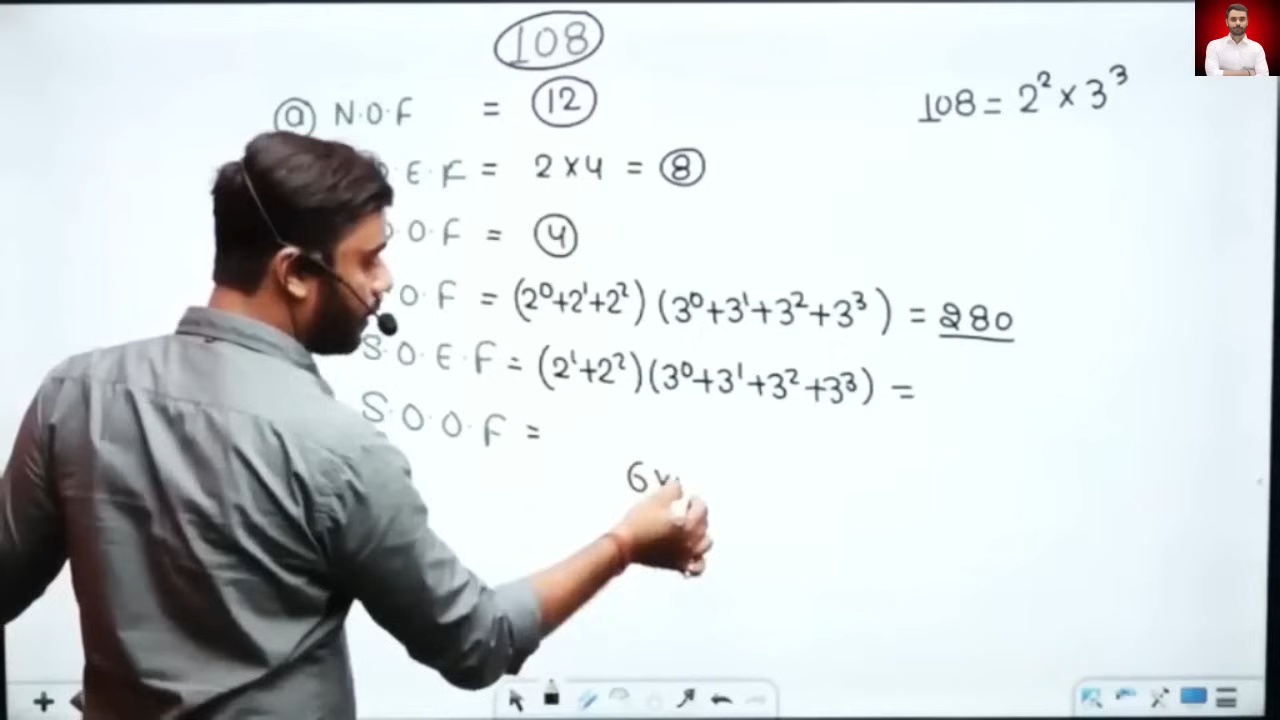 108
ⓐ N.O.F = 12
108 = 2² × 3³
E.F = 2 × 4 = 8
O.F = 4
O.F = (2⁰+2¹+2²) (3⁰+3¹+3²+3³) = 280
S.O.E.F = (2¹+2²)(3⁰+3¹+3²+3³) =
S.O.O.F =
6×